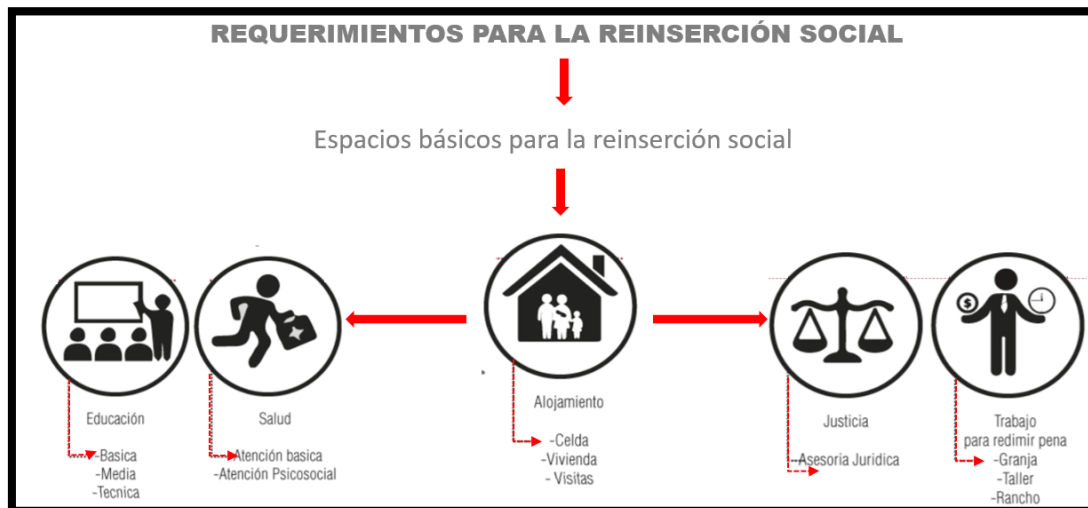 REQUERIMIENTOS PARA LA REINSERCIÓN SOCIAL
Espacios básicos para la reinserción social
Educación
-Basica
-Media
-Tecnica
Salud
-Atención basica
-Atención Psicosocial
Alojamiento
-Celda
-Vivienda
- Visitas
Justicia
-Asesoria Juridica
$
Trabajo
para redimir pena
-Granja
-Taller
-Rancho